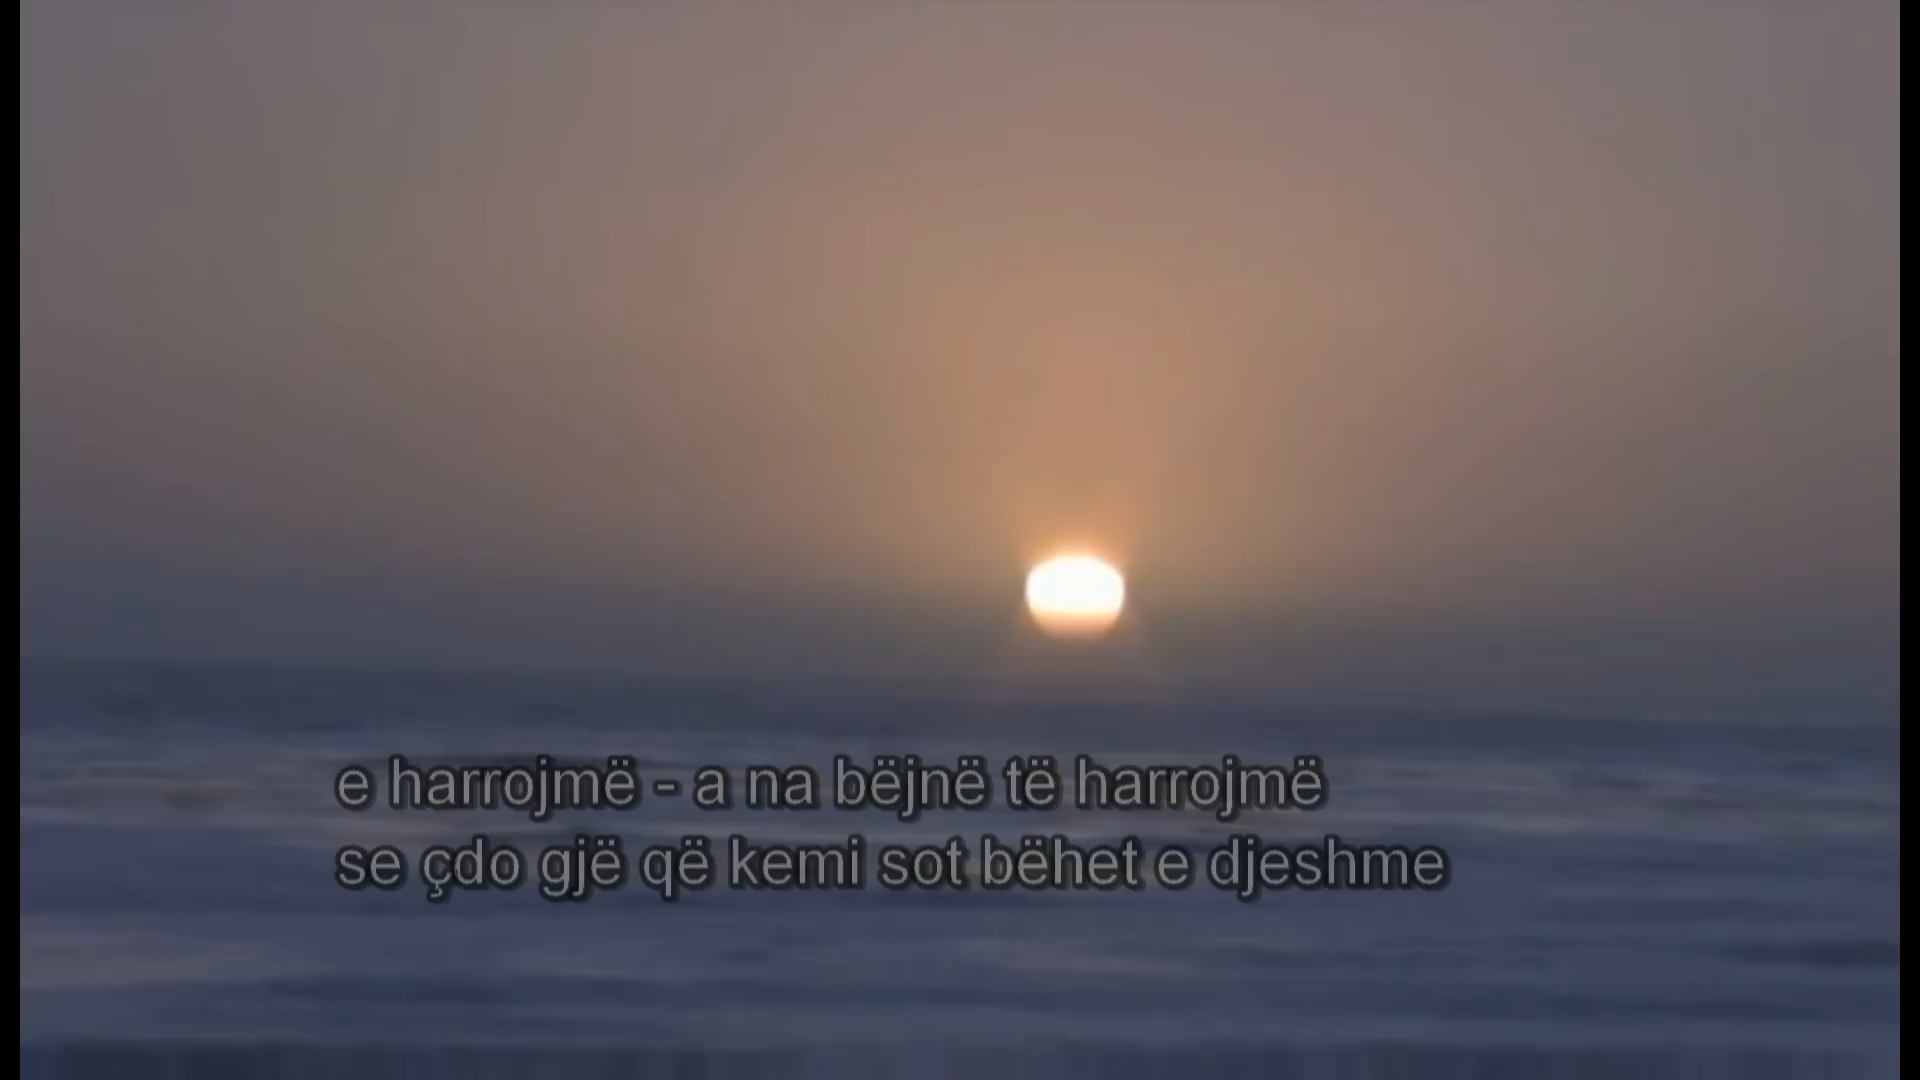 e harrojmë - a na bëjnë të harrojmë
se çdo gjë që kemi sot bëhet e djeshme